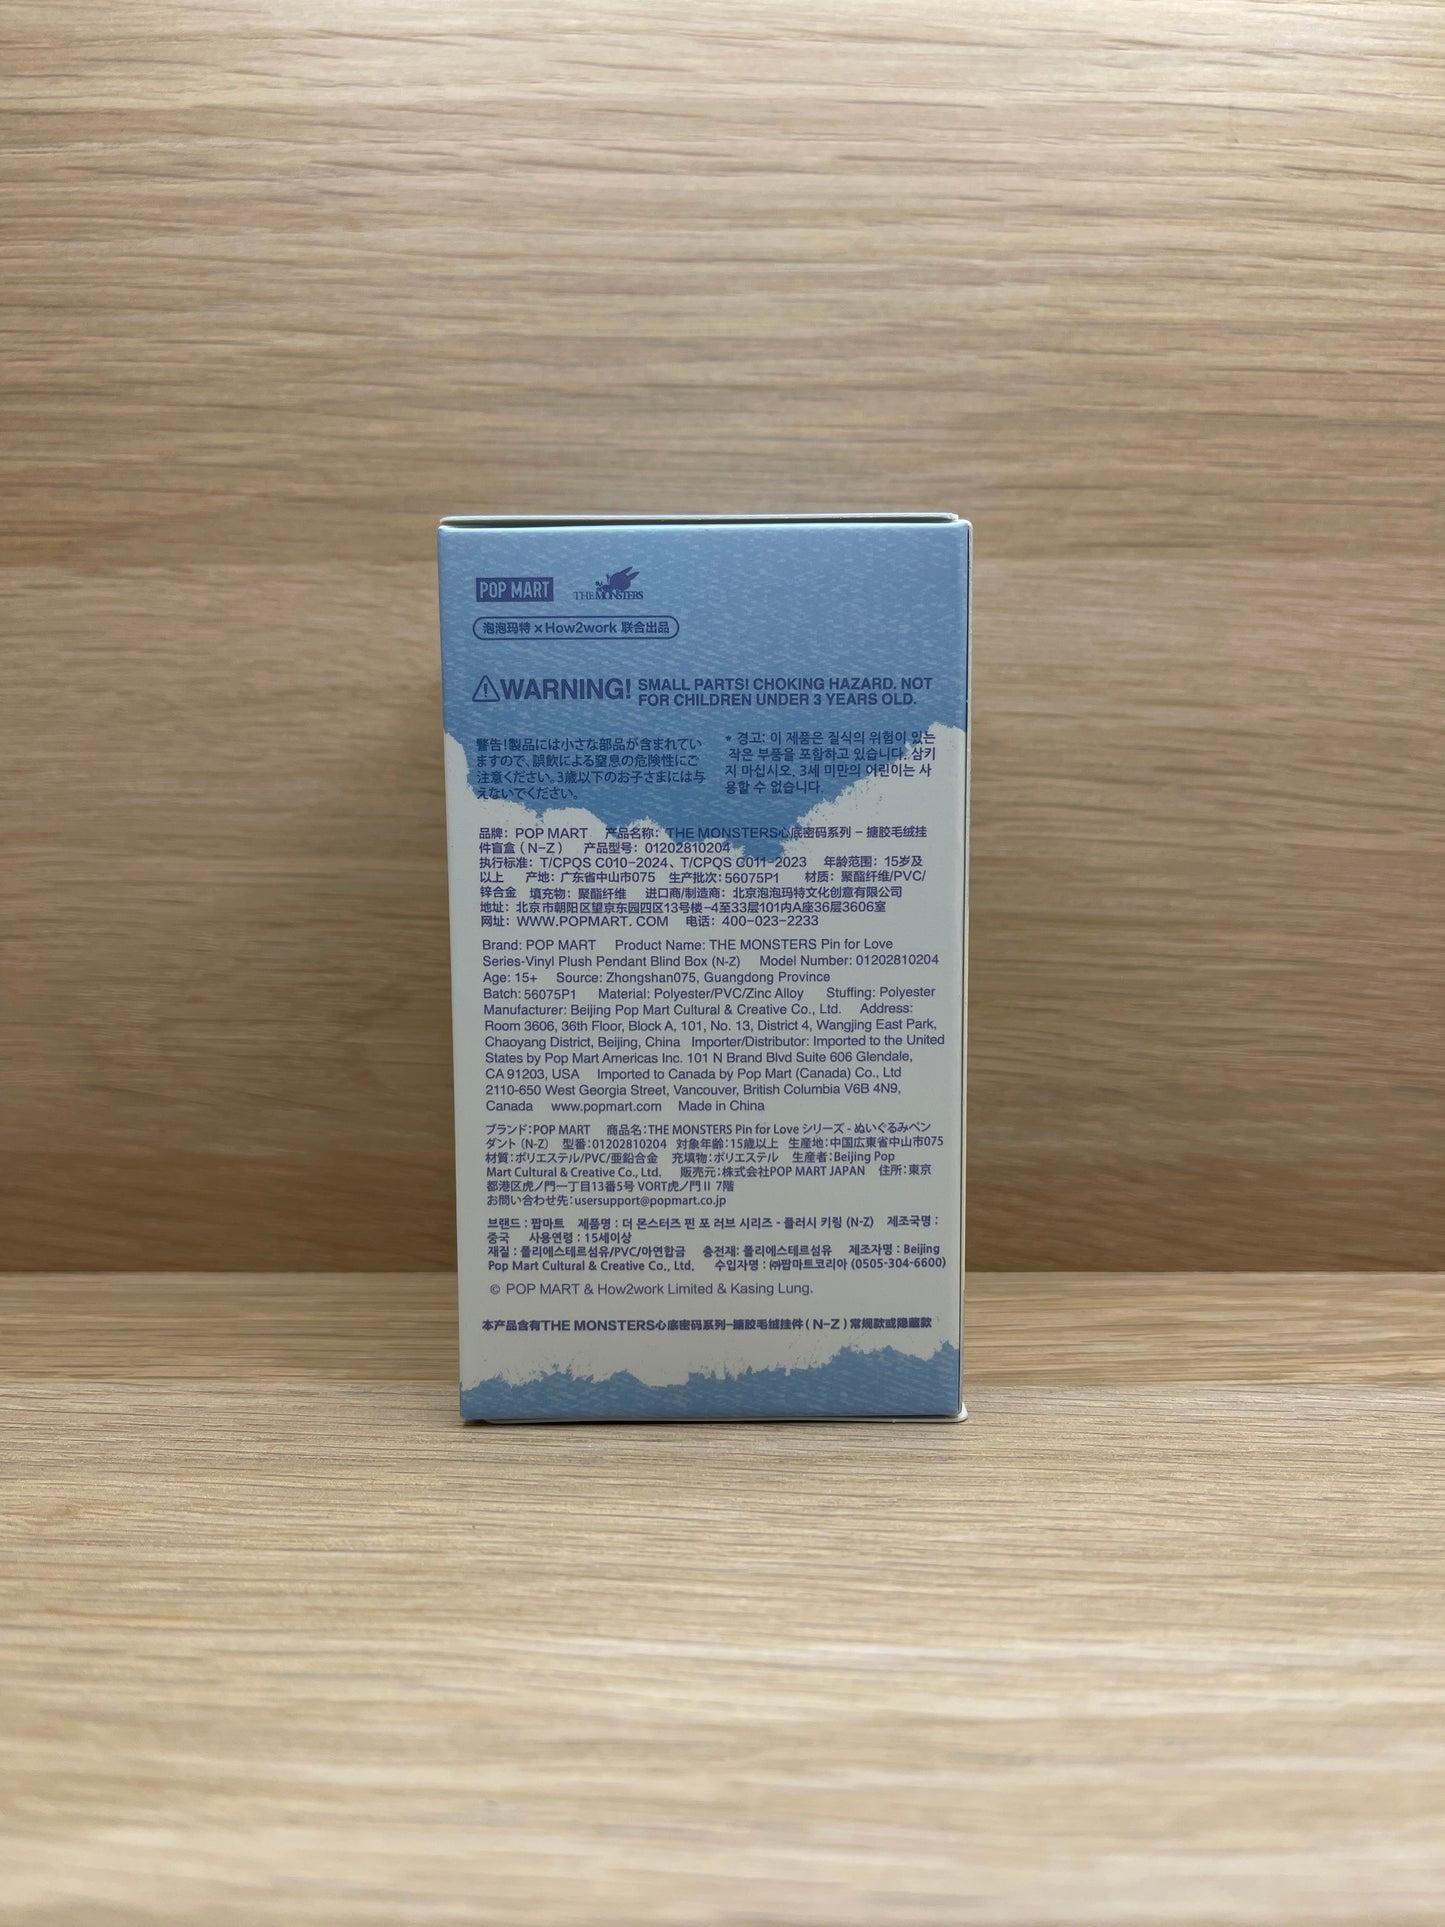 POP MART THE MONSTERS
泡泡玛特×How2work 联合出品
⚠WARNING! SMALL PARTS! CHOKING HAZARD. NOT
FOR CHILDREN UNDER 3 YEARS OLD.
警告!製品には小さな部品が含まれてい
ますので、誤飲による窒息の危険性にご
注意ください。3歳以下のお子さまには与
えないでください。
* 경고: 이 제품은 질식의 위험이 있는
작은 부품을 포함하고 있습니다. 삼키
지 마십시오. 3세 미만의 어린이는 사
용할 수 없습니다.
品牌：POP MART 产品名称：THE MONSTERS心底密码系列－搪胶毛绒挂
件盲盒（N-Z） 产品型号：01202810204
执行标准：T/CPQS C010-2024、T/CPQS C011-2023 年龄范围：15岁及
以上 产地：广东省中山市075 生产批次：56075P1 材质：聚酯纤维/PVC/
锌合金 填充物：聚酯纤维 进口商/制造商：北京泡泡玛特文化创意有限公司
地址：北京市朝阳区望京东园四区13号楼-4至33层101内A座36层3606室
网址：WWW.POPMART.COM 电话：400-023-2233
Brand: POP MART Product Name: THE MONSTERS Pin for Love
Series-Vinyl Plush Pendant Blind Box (N-Z) Model Number: 01202810204
Age: 15+ Source: Zhongshan075, Guangdong Province
Batch: 56075P1 Material: Polyester/PVC/Zinc Alloy Stuffing: Polyester
Manufacturer: Beijing Pop Mart Cultural & Creative Co., Ltd. Address:
Room 3606, 36th Floor, Block A, 101, No. 13, District 4, Wangjing East Park,
Chaoyang District, Beijing, China Importer/Distributor: Imported to the United
States by Pop Mart Americas Inc. 101 N Brand Blvd Suite 606 Glendale,
CA 91203, USA Imported to Canada by Pop Mart (Canada) Co., Ltd
2110-650 West Georgia Street, Vancouver, British Columbia V6B 4N9,
Canada www.popmart.com Made in China
ブランド：POP MART 商品名：THE MONSTERS Pin for Love シリーズ - ぬいぐるみペン
ダント (N-Z) 型番：01202810204 対象年齢：15歳以上 生産地：中国広東省中山市075
材質：ポリエステル/PVC/亜鉛合金 充填物：ポリエステル 生産者：Beijing Pop
Mart Cultural & Creative Co., Ltd. 販売元：株式会社POP MART JAPAN 住所：東京
都港区虎ノ門一丁目13番5号 VORT虎ノ門Ⅱ 7階
お問い合わせ先：usersupport@popmart.co.jp
브랜드 : 팝마트 제품명 : 더 몬스터즈 핀 포 러브 시리즈 - 플러시 키링 (N-Z) 제조국명 :
중국 사용연령 : 15세이상
재질 : 폴리에스테르섬유/PVC/아연합금 충전재: 폴리에스테르섬유 제조자명 : Beijing
Pop Mart Cultural & Creative Co., Ltd. 수입자명 : ㈜팝마트코리아 (0505-304-6600)
© POP MART & How2work Limited & Kasing Lung.
本产品含有THE MONSTERS心底密码系列-搪胶毛绒挂件（N-Z）常规款或隐藏款